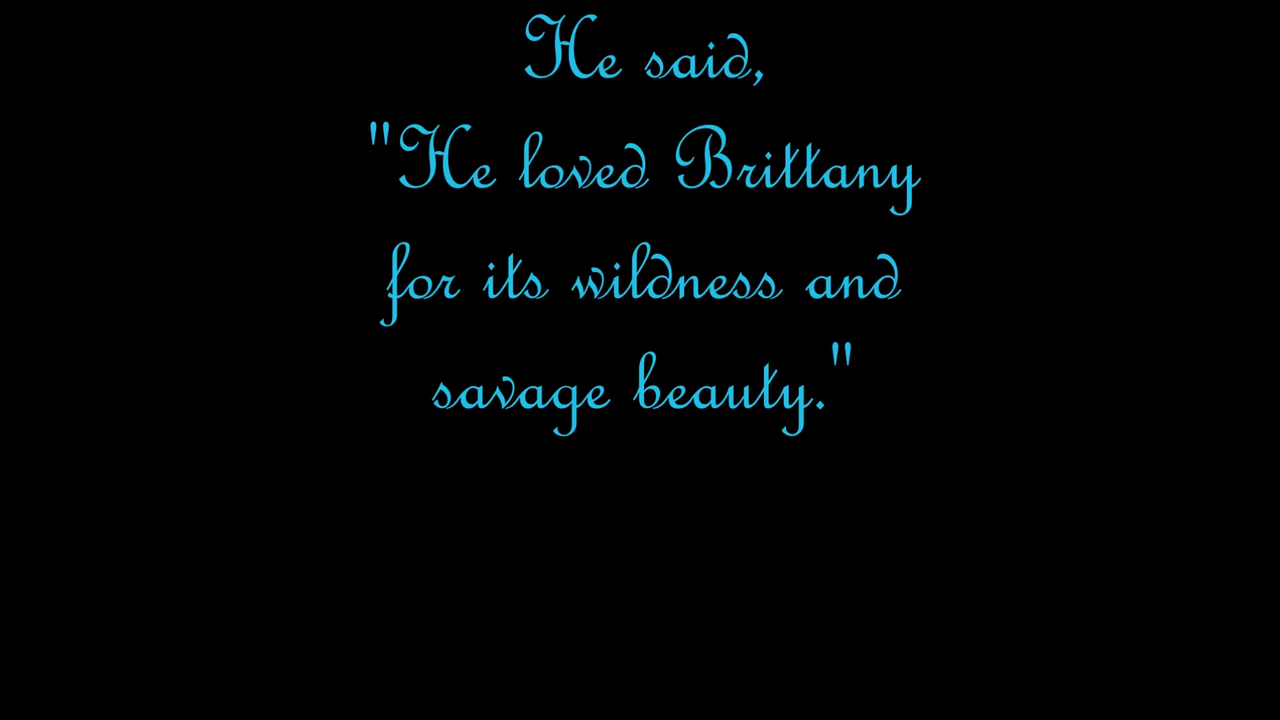 He said,
"He loved Brittany
for its wildness and
savage beauty."